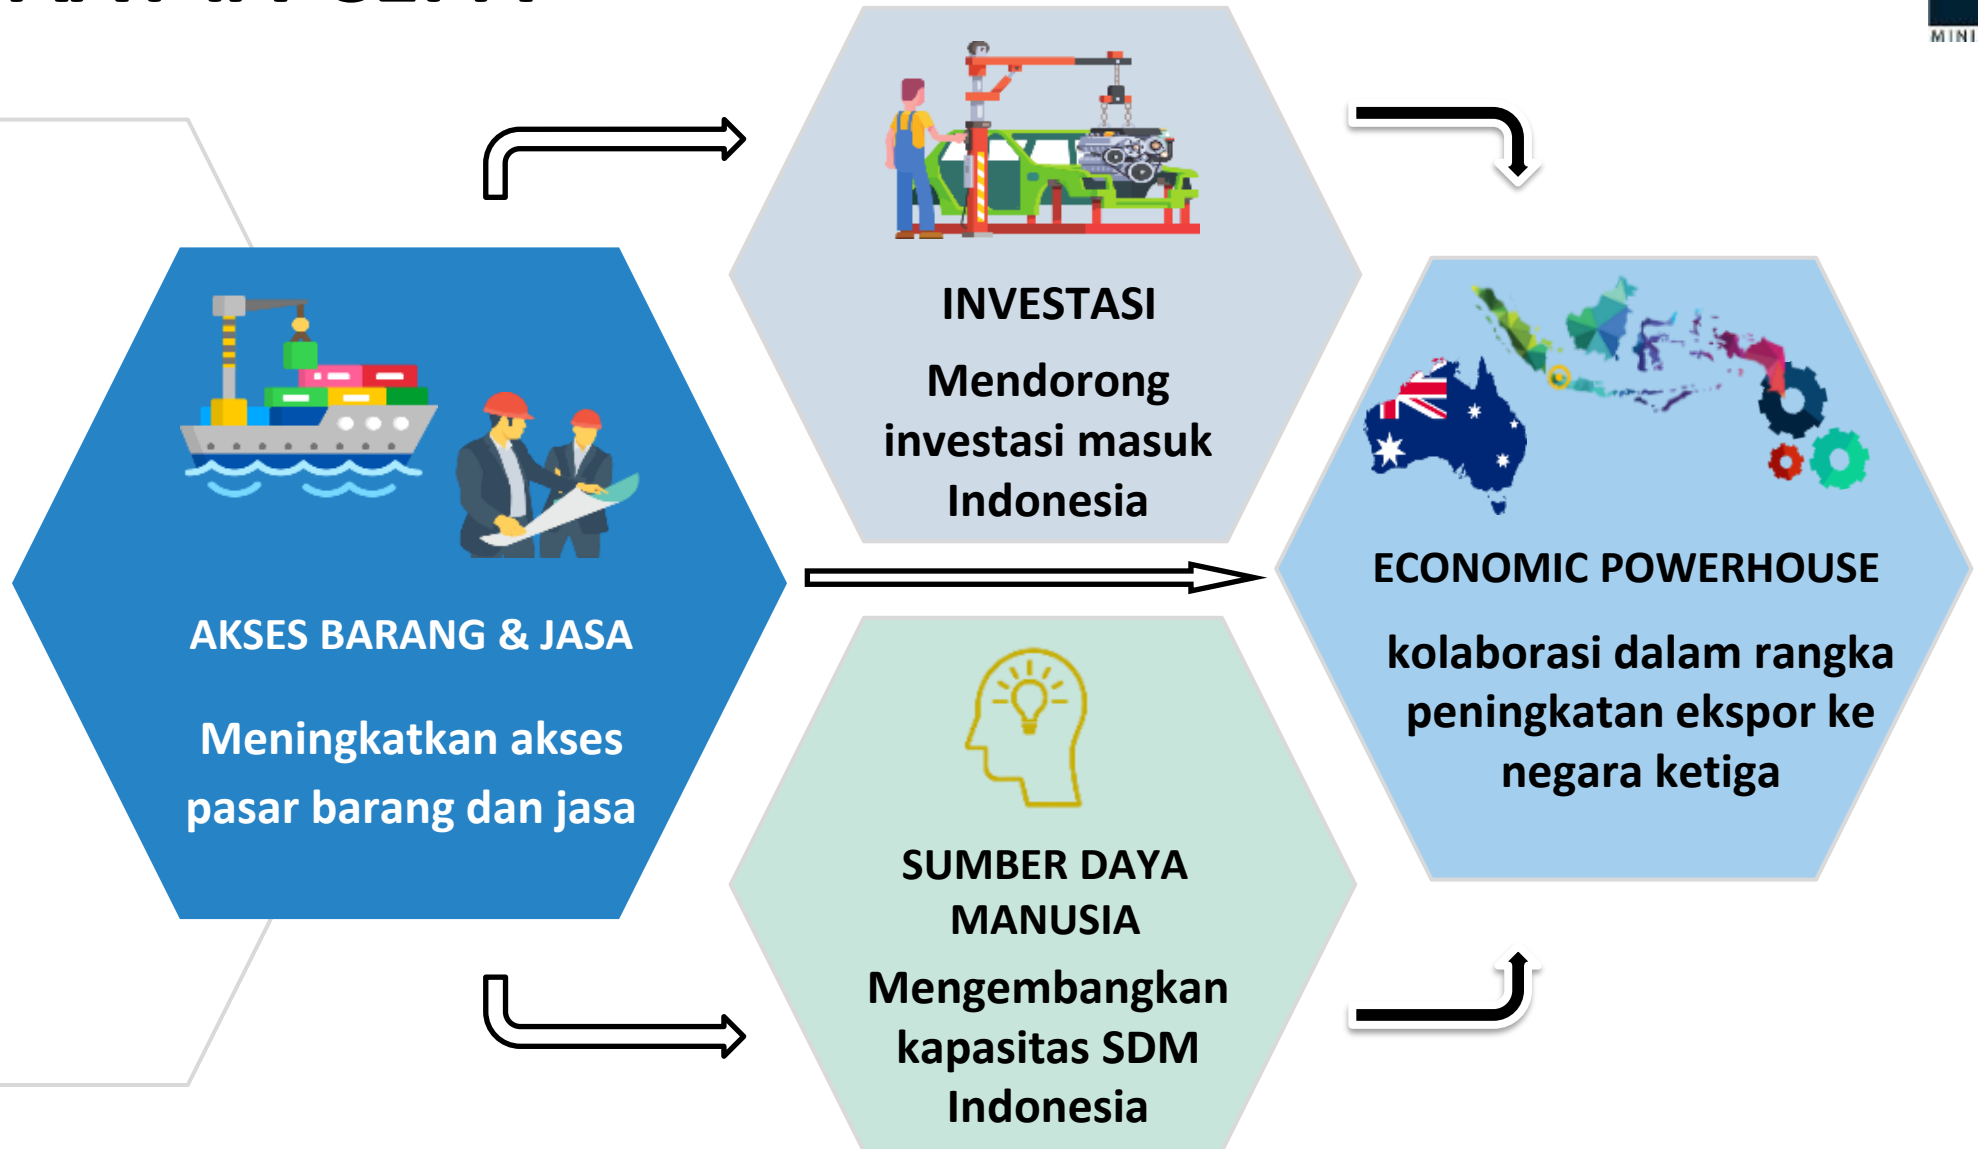 MINI
INVESTASI
Mendorong
investasi masuk
Indonesia
AKSES BARANG & JASA
Meningkatkan akses
pasar barang dan jasa
SUMBER DAYA
MANUSIA
Mengembangkan
kapasitas SDM
Indonesia
ECONOMIC POWERHOUSE
kolaborasi dalam rangka
peningkatan ekspor ke
negara ketiga